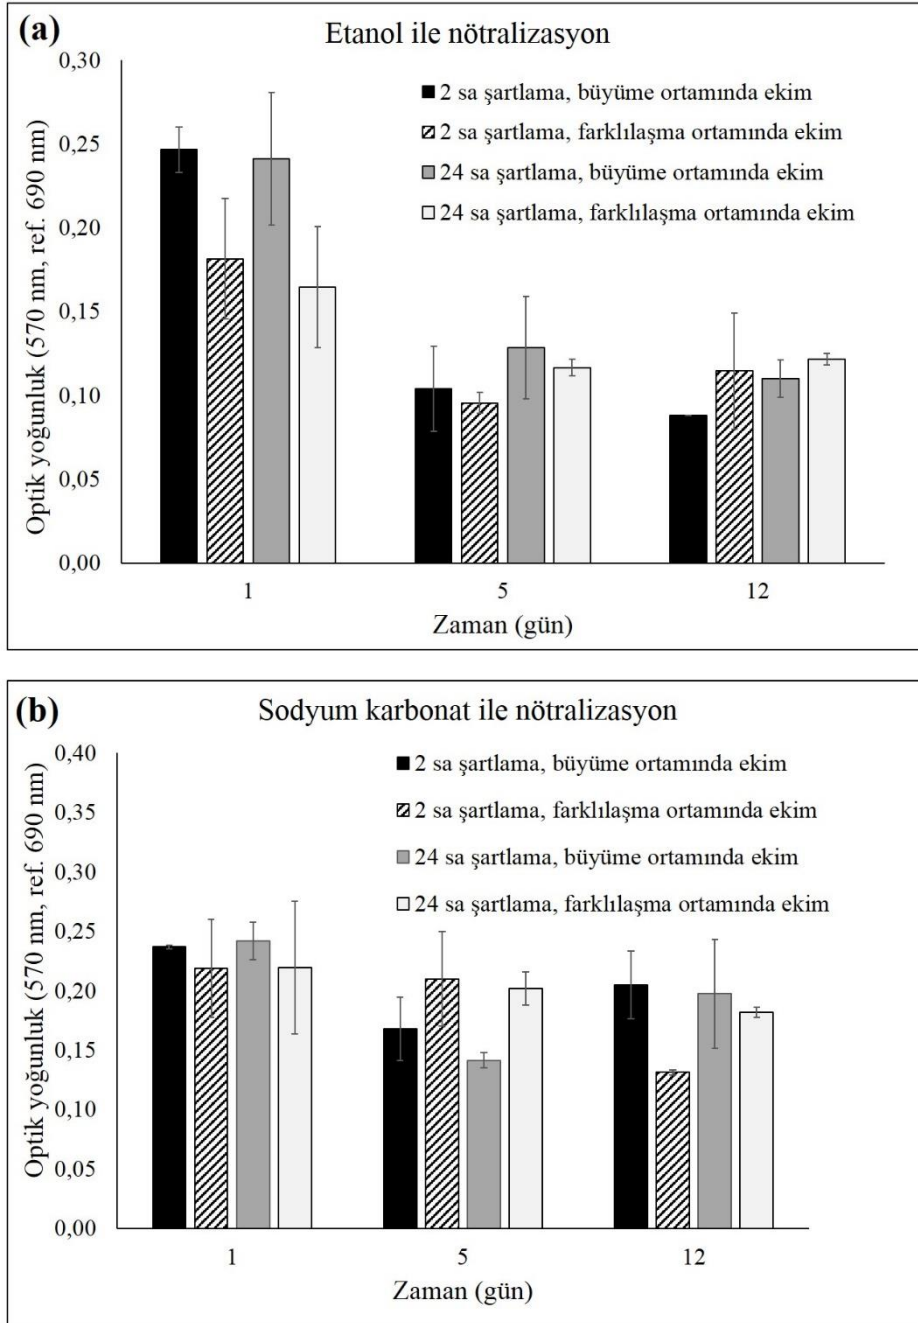 (a)
Etanol ile nötralizasyon
Optik yoğunluk (570 nm, ref. 690 nm)
0,30
0,25
0,20
0,15
0,10
0,05
0,00
2 sa şartlama, büyüme ortamında ekim
2 sa şartlama, farklılaşma ortamında ekim
24 sa şartlama, büyüme ortamında ekim
24 sa şartlama, farklılaşma ortamında ekim
1 5 12
Zaman (gün)
(b)
Sodyum karbonat ile nötralizasyon
Optik yoğunluk (570 nm, ref. 690 nm)
0,40
0,35
0,30
0,25
0,20
0,15
0,10
0,05
0,00
2 sa şartlama, büyüme ortamında ekim
2 sa şartlama, farklılaşma ortamında ekim
24 sa şartlama, büyüme ortamında ekim
24 sa şartlama, farklılaşma ortamında ekim
1 5 12
Zaman (gün)